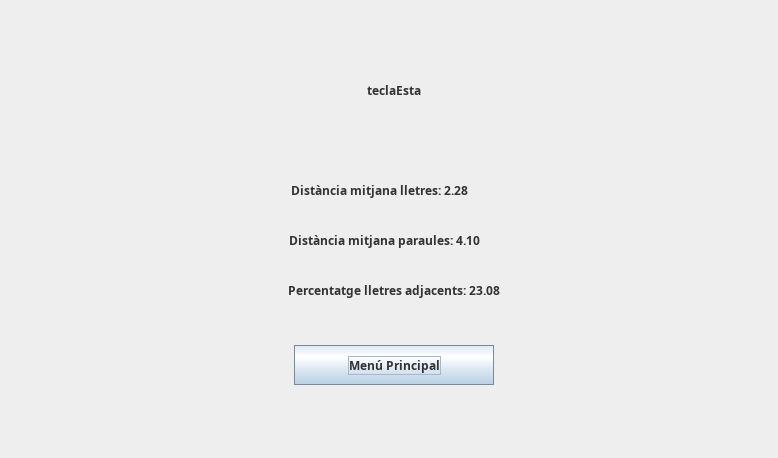 teclaEsta
Distància mitjana lletres: 2.28
Distància mitjana paraules: 4.10
Percentatge lletres adjacents: 23.08
Menú Principal